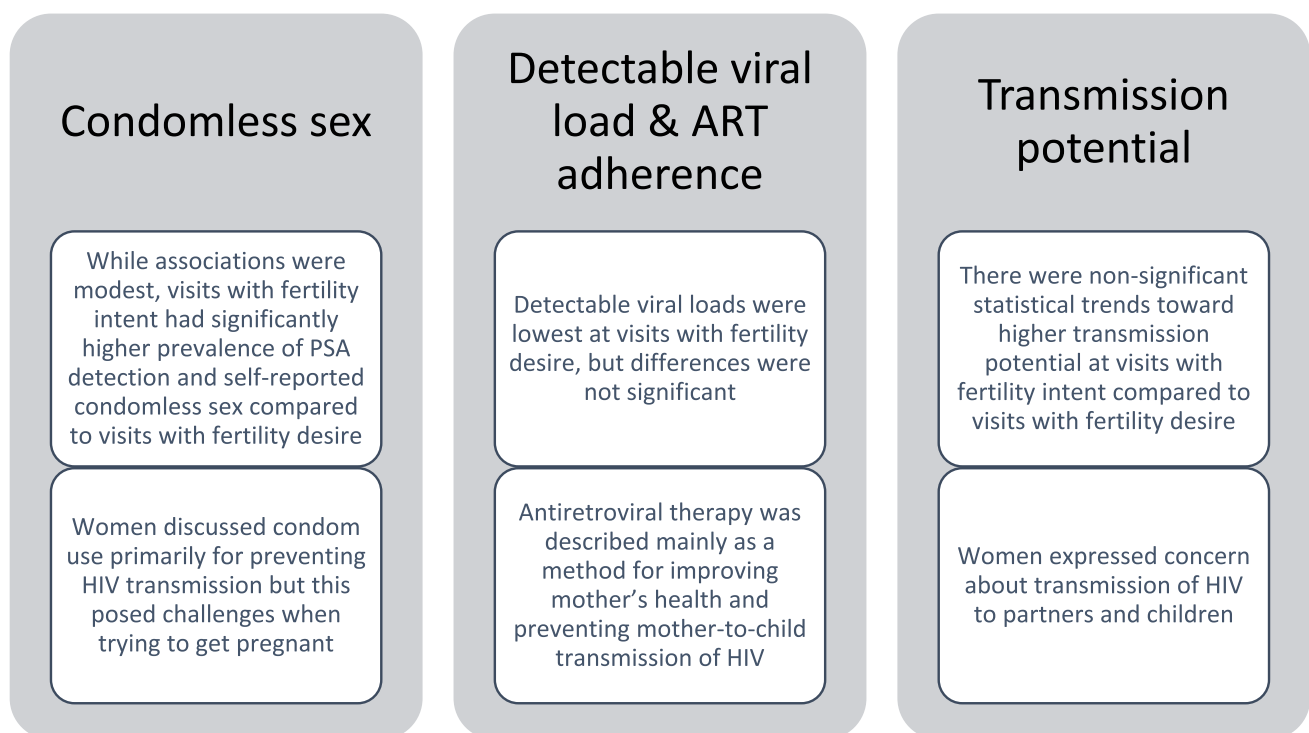 Condomless sex
While associations were
modest, visits with fertility
intent had significantly
higher prevalence of PSA
detection and self-reported
condomless sex compared
to visits with fertility desire
Women discussed condom
use primarily for preventing
HIV transmission but this
posed challenges when
trying to get pregnant
Detectable viral
load & ART
adherence
Detectable viral loads were
lowest at visits with fertility
desire, but differences were
not significant
Antiretroviral therapy was
described mainly as a
method for improving
mother’s health and
preventing mother-to-child
transmission of HIV
Transmission
potential
There were non-significant
statistical trends toward
higher transmission
potential at visits with
fertility intent compared to
visits with fertility desire
Women expressed concern
about transmission of HIV
to partners and children